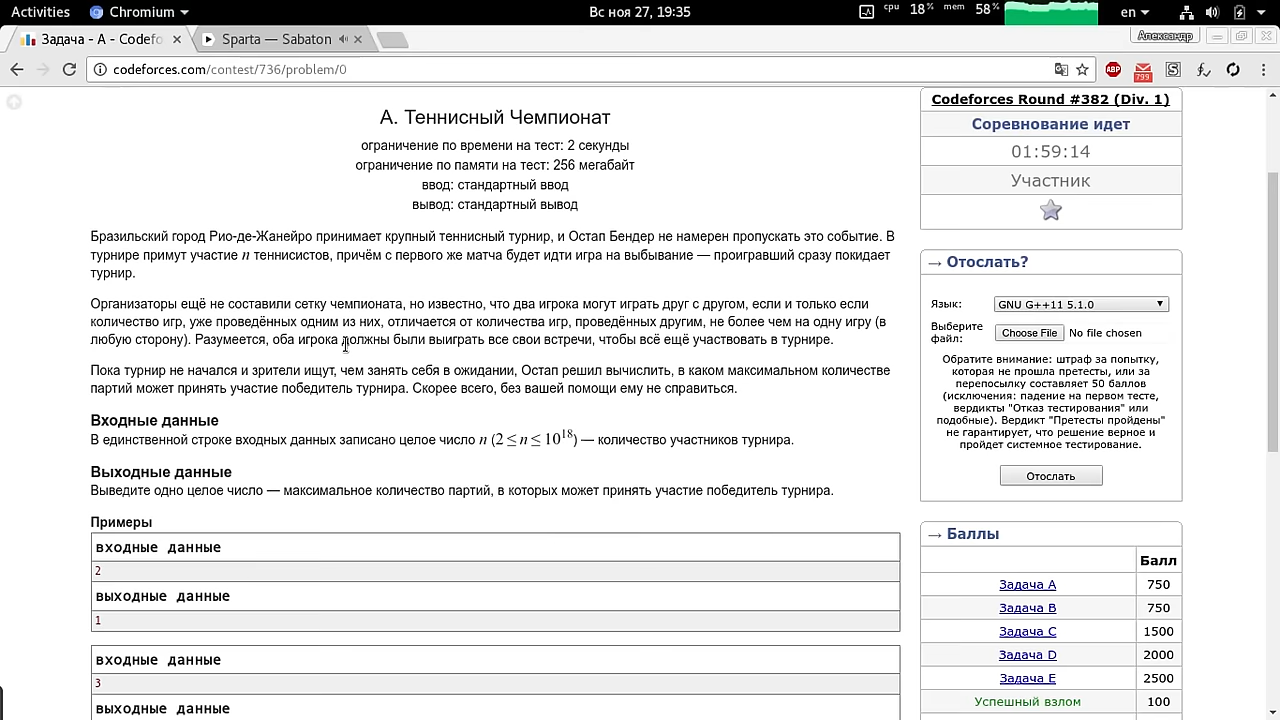 Activities Chromium Вс ноя 27, 19:35 cpu 18% mem 58% en
Задача - A - Codefo Sparta — Sabaton Александр
codeforces.com/contest/736/problem/0 ABP 799 S
A. Теннисный Чемпионат
ограничение по времени на тест: 2 секунды
ограничение по памяти на тест: 256 мегабайт
ввод: стандартный ввод
вывод: стандартный вывод
Бразильский город Рио-де-Жанейро принимает крупный теннисный турнир, и Остап Бендер не намерен пропускать это событие. В
турнире примут участие n теннисистов, причём с первого же матча будет идти игра на выбывание — проигравший сразу покидает
турнир.
Организаторы ещё не составили сетку чемпионата, но известно, что два игрока могут играть друг с другом, если и только если
количество игр, уже проведённых одним из них, отличается от количества игр, проведённых другим, не более чем на одну игру (в
любую сторону). Разумеется, оба игрока должны были выиграть все свои встречи, чтобы всё ещё участвовать в турнире.
Пока турнир не начался и зрители ищут, чем занять себя в ожидании, Остап решил вычислить, в каком максимальном количестве
партий может принять участие победитель турнира. Скорее всего, без вашей помощи ему не справиться.
Входные данные
В единственной строке входных данных записано целое число n (2 ≤ n ≤ 10^18) — количество участников турнира.
Выходные данные
Выведите одно целое число — максимальное количество партий, в которых может принять участие победитель турнира.
Примеры
входные данные
2
выходные данные
1
входные данные
3
выходные данные
Codeforces Round #382 (Div. 1)
Соревнование идет
01:59:14
Участник
→ Отослать?
Язык: GNU G++11 5.1.0
Выберите
файл: Choose File No file chosen
Обратите внимание: штраф за попытку,
которая не прошла претесты, или за
перепосылку составляет 50 баллов
(исключения: падение на первом тесте,
вердикты "Отказ тестирования" или
подобные). Вердикт "Претесты пройдены"
не гарантирует, что решение верное и
пройдет системное тестирование.
Отослать
→ Баллы
Балл
Задача A 750
Задача B 750
Задача C 1500
Задача D 2000
Задача E 2500
Успешный взлом 100